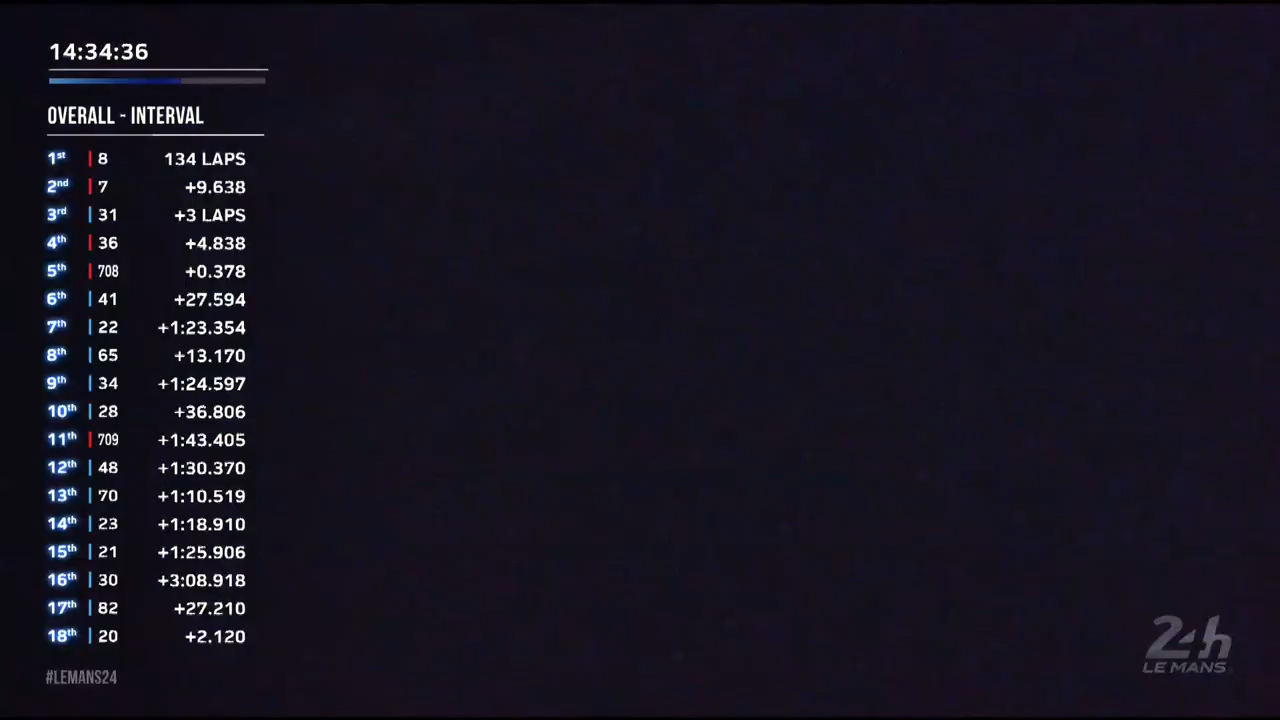 14:34:36
OVERALL - INTERVAL
1st 8 134 LAPS
2nd 7 +9.638
3rd 31 +3 LAPS
4th 36 +4.838
5th 708 +0.378
6th 41 +27.594
7th 22 +1:23.354
8th 65 +13.170
9th 34 +1:24.597
10th 28 +36.806
11th 709 +1:43.405
12th 48 +1:30.370
13th 70 +1:10.519
14th 23 +1:18.910
15th 21 +1:25.906
16th 30 +3:08.918
17th 82 +27.210
18th 20 +2.120
#LEMANS24
24h
LE MANS